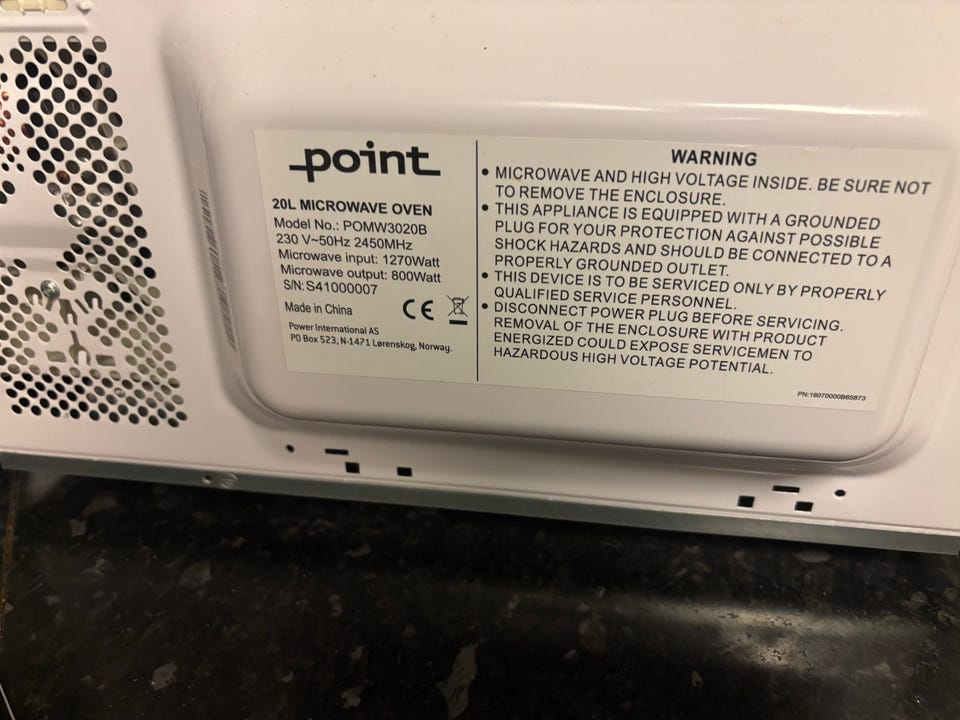 point
20L MICROWAVE OVEN
Model No.: POMW3020B
230 V~50Hz 2450MHz
Microwave input: 1270Watt
Microwave output: 800Watt
S/N: S41000007
Made in China
CE
Power International AS
PO Box 523, N-1471 Lørenskog, Norway.
WARNING
• MICROWAVE AND HIGH VOLTAGE INSIDE. BE SURE NOT
TO REMOVE THE ENCLOSURE.
• THIS APPLIANCE IS EQUIPPED WITH A GROUNDED
PLUG FOR YOUR PROTECTION AGAINST POSSIBLE
SHOCK HAZARDS AND SHOULD BE CONNECTED TO A
PROPERLY GROUNDED OUTLET.
• THIS DEVICE IS TO BE SERVICED ONLY BY PROPERLY
QUALIFIED SERVICE PERSONNEL.
• DISCONNECT POWER PLUG BEFORE SERVICING.
REMOVAL OF THE ENCLOSURE WITH PRODUCT
ENERGIZED COULD EXPOSE SERVICEMEN TO
HAZARDOUS HIGH VOLTAGE POTENTIAL.
PN:16070000B65873